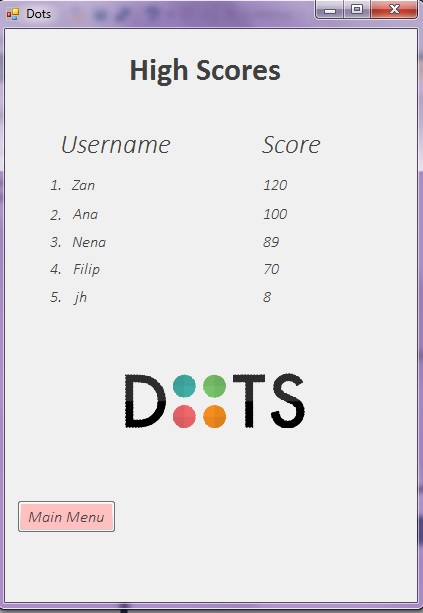 Dots
High Scores
Username Score
1. Zan 120
2. Ana 100
3. Nena 89
4. Filip 70
5. jh 8
DOTS
Main Menu